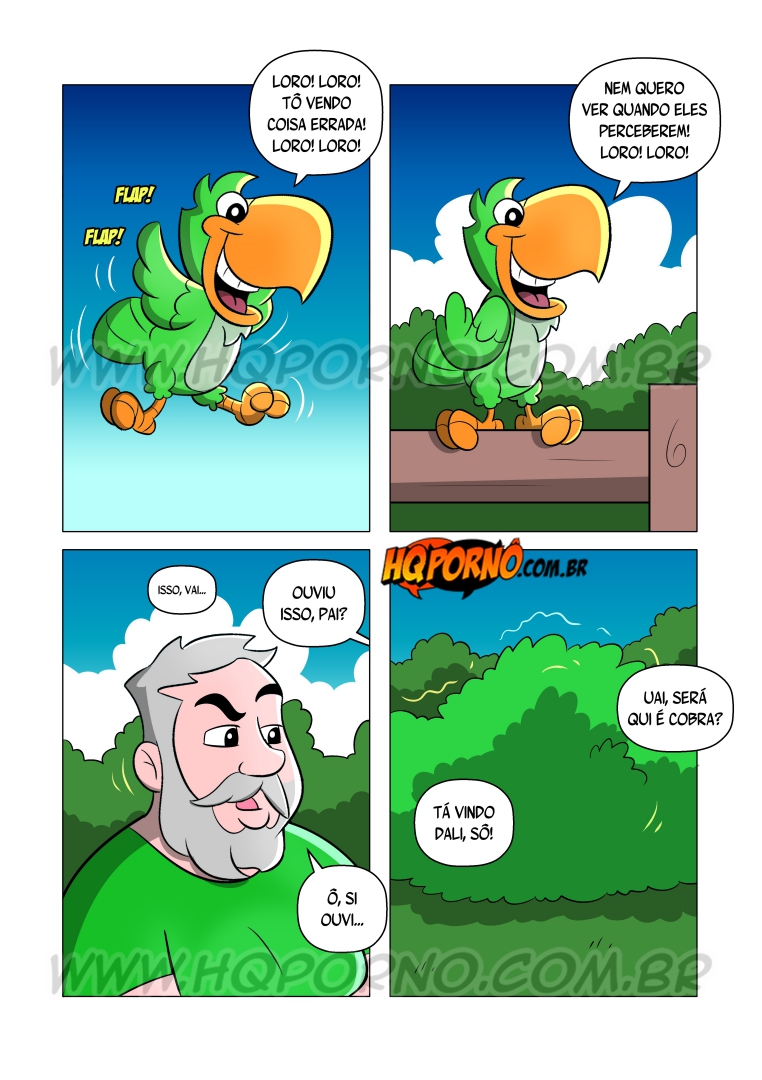 LORO! LORO!
TÔ VENDO
COISA ERRADA!
LORO! LORO!
FLAP!
FLAP!
NEM QUERO
VER QUANDO ELES
PERCEBEREM!
LORO! LORO!
WWW.HQPORNO.COM.BR
6
HQPORNÔ.COM.BR
ISSO, VAI...
OUVIU
ISSO, PAI?
Ô, SI
OUVI...
UAI, SERÁ
QUI É COBRA?
TÁ VINDO
DALI, SÔ!
WWW.HQPORNO.COM.BR